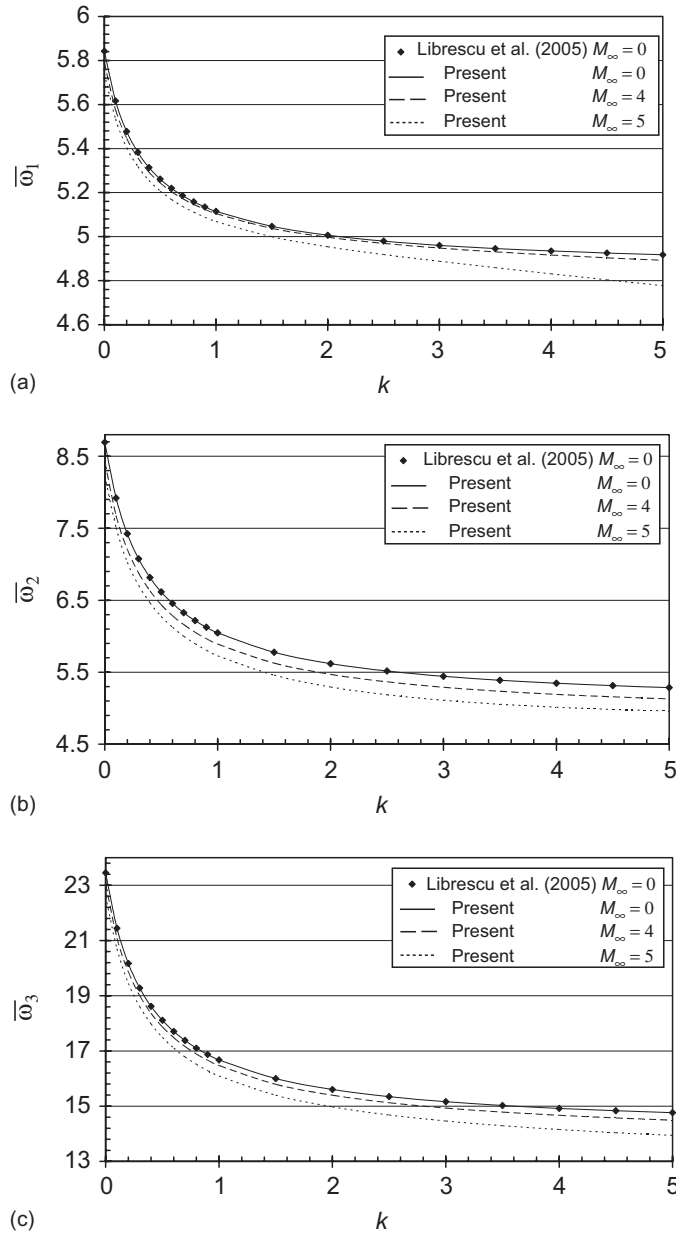 6
5.8
5.6
5.4
5.2
5
4.8
4.6
ω̅₁
Librescu et al. (2005) M∞ = 0
Present M∞ = 0
Present M∞ = 4
Present M∞ = 5
0 1 2 3 4 5
k
(a)
8.5
7.5
6.5
5.5
4.5
ω̅₂
Librescu et al. (2005) M∞ = 0
Present M∞ = 0
Present M∞ = 4
Present M∞ = 5
0 1 2 3 4 5
k
(b)
23
21
19
17
15
13
ω̅₃
Librescu et al. (2005) M∞ = 0
Present M∞ = 0
Present M∞ = 4
Present M∞ = 5
0 1 2 3 4 5
k
(c)